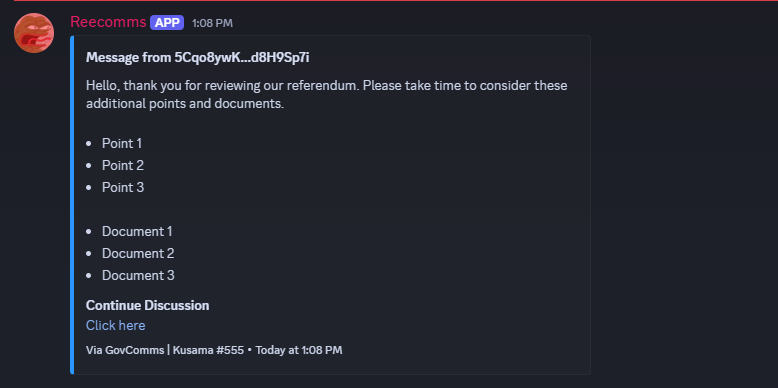 Reecomms APP 1:08 PM
Message from 5Cqo8ywK...d8H9Sp7i
Hello, thank you for reviewing our referendum. Please take time to consider these
additional points and documents.
• Point 1
• Point 2
• Point 3
• Document 1
• Document 2
• Document 3
Continue Discussion
Click here
Via GovComms | Kusama #555 • Today at 1:08 PM